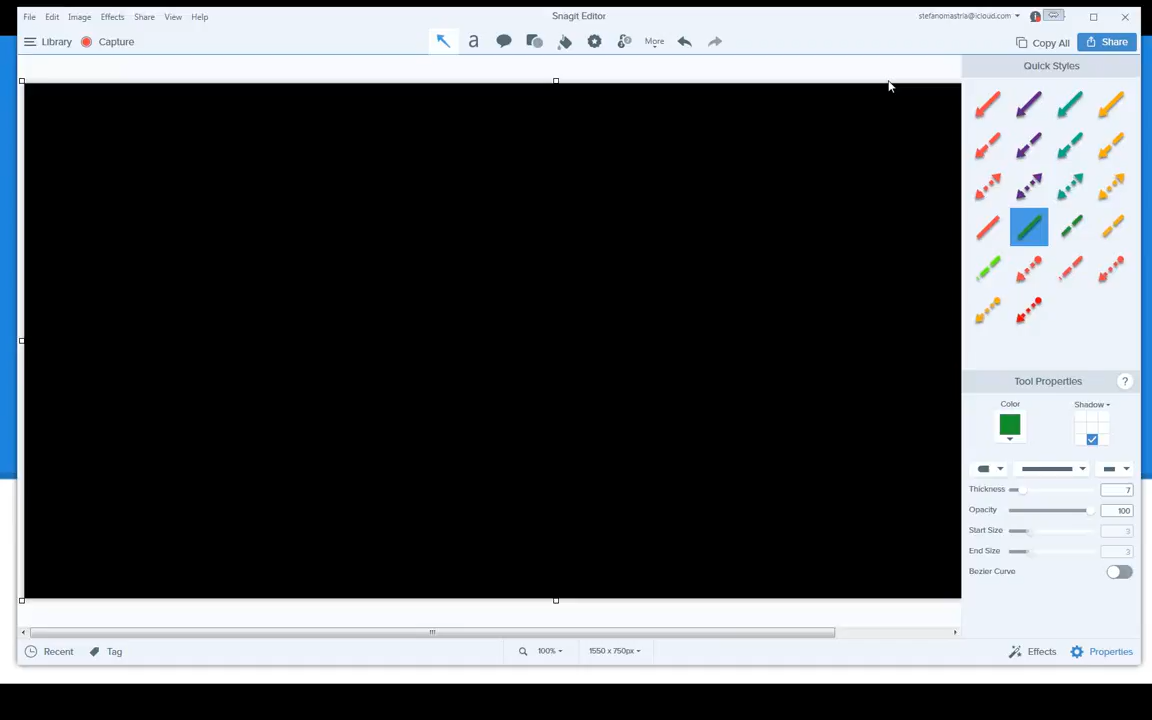 File Edit Image Effects Share View Help
Snagit Editor
stefanomastria@icloud.com
Library Capture
a
More
Copy All
Share
Quick Styles
Tool Properties
?
Color
Shadow
Thickness 7
Opacity 100
Start Size 3
End Size 3
Bezier Curve
Recent Tag
100%
1550 x 750px
Effects
Properties